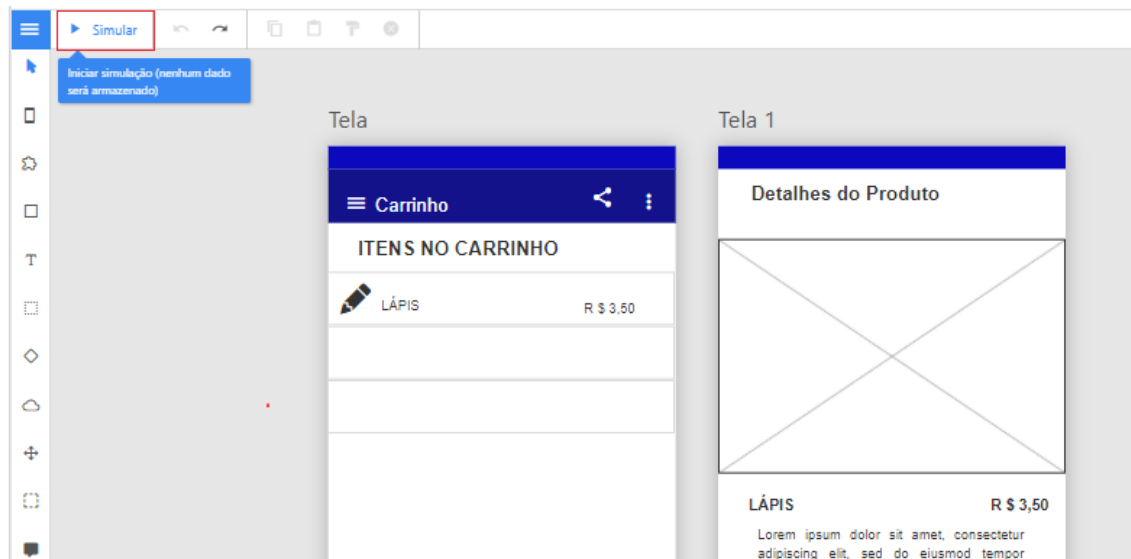 Simular
Iniciar simulação (nenhum dado
será armazenado)
T
Tela
Carrinho
ITENS NO CARRINHO
LÁPIS R $ 3,50
Tela 1
Detalhes do Produto
LÁPIS R $ 3,50
Lorem ipsum dolor sit amet, consectetur
adipiscing elit, sed do eiusmod tempor